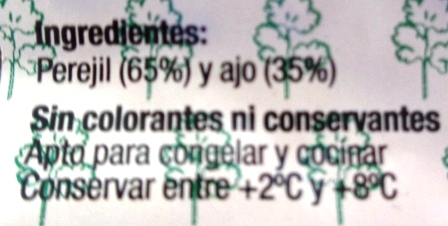 Ingredientes:
Perejil (65%) y ajo (35%)
Sin colorantes ni conservantes
Apto para congelar y cocinar
Conservar entre +2ºC y +8ºC